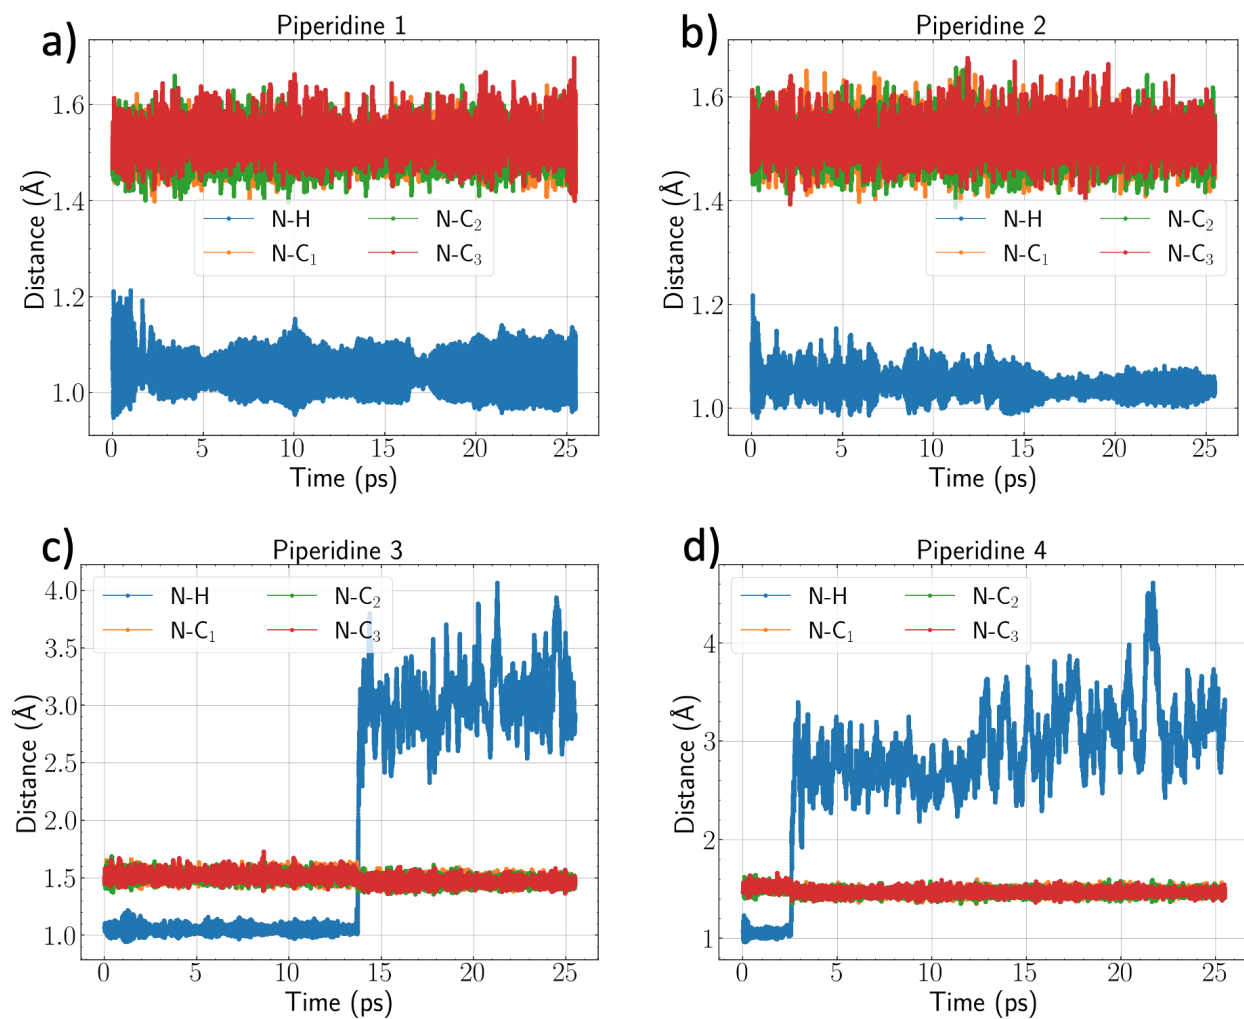 a)
Piperidine 1
Distance (Å)
1.6
1.4
1.2
1.0
N-H
N-C₁
N-C₂
N-C₃
0 5 10 15 20 25
Time (ps)
b)
Piperidine 2
Distance (Å)
1.6
1.4
1.2
1.0
N-H
N-C₁
N-C₂
N-C₃
0 5 10 15 20 25
Time (ps)
c)
Piperidine 3
Distance (Å)
4.0
3.5
3.0
2.5
2.0
1.5
1.0
N-H
N-C₁
N-C₂
N-C₃
0 5 10 15 20 25
Time (ps)
d)
Piperidine 4
Distance (Å)
4
3
2
1
N-H
N-C₁
N-C₂
N-C₃
0 5 10 15 20 25
Time (ps)